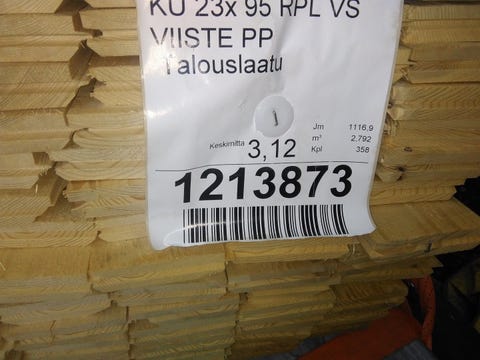 KU 23x 95 RPL VS
VIISTE PP
Talouslaatu
Jm 1116,9
Keskimitta 3,12 m³ 2.792
Kpl 358
1213873